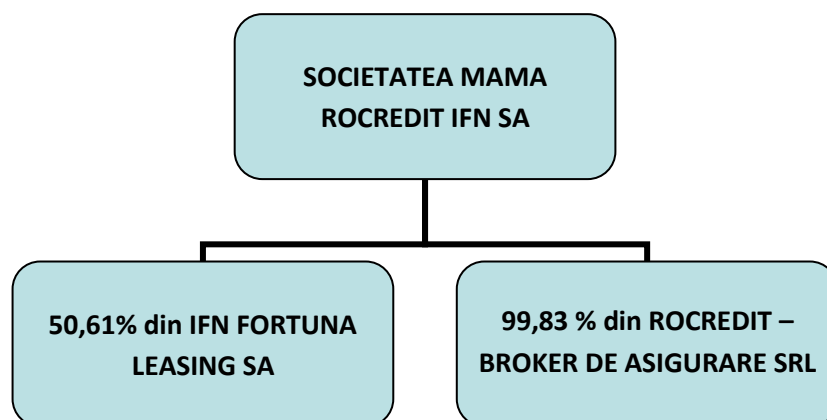 SOCIETATEA MAMA
ROCREDIT IFN SA
50,61% din IFN FORTUNA
LEASING SA
99,83 % din ROCREDIT –
BROKER DE ASIGURARE SRL